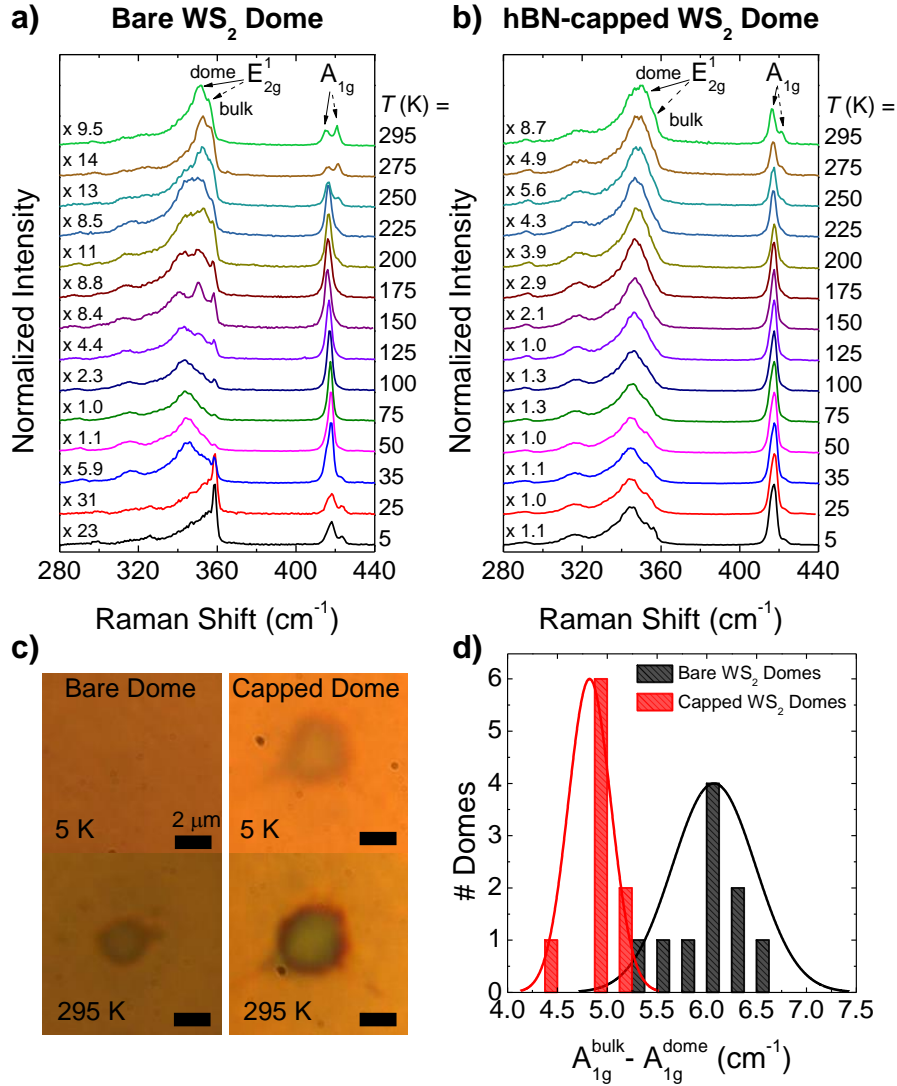 a) Bare WS2 Dome
dome E12g A1g
bulk
T (K) =
x 9.5 295
x 14 275
x 13 250
x 8.5 225
x 11 200
x 8.8 175
x 8.4 150
x 4.4 125
x 2.3 100
x 1.0 75
x 1.1 50
x 5.9 35
x 31 25
x 23 5
Normalized Intensity
280 320 360 400 440
Raman Shift (cm-1)
b) hBN-capped WS2 Dome
dome E12g A1g
bulk
T (K) =
x 8.7 295
x 4.9 275
x 5.6 250
x 4.3 225
x 3.9 200
x 2.9 175
x 2.1 150
x 1.0 125
x 1.3 100
x 1.3 75
x 1.0 50
x 1.1 35
x 1.0 25
x 1.1 5
Normalized Intensity
280 320 360 400 440
Raman Shift (cm-1)
c)
Bare Dome Capped Dome
5 K 2 μm 5 K
295 K 295 K
d)
Bare WS2 Domes
Capped WS2 Domes
6
5
4
3
2
1
0
# Domes
4.0 4.5 5.0 5.5 6.0 6.5 7.0 7.5
Abulk1g - Adome1g (cm-1)